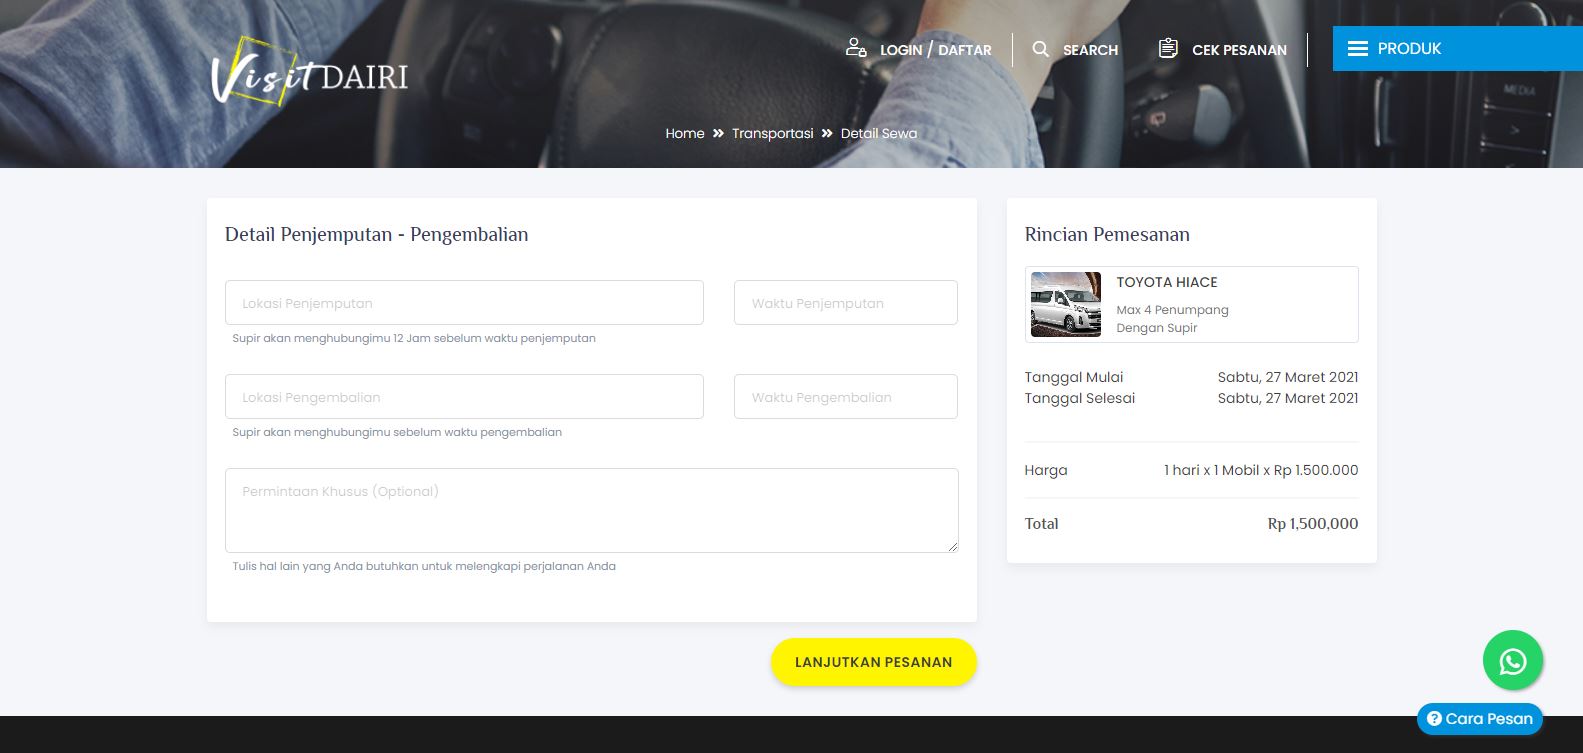 Visit DAIRI
LOGIN / DAFTAR
SEARCH
CEK PESANAN
PRODUK
MEDIA
Home » Transportasi » Detail Sewa
Detail Penjemputan - Pengembalian
Lokasi Penjemputan
Waktu Penjemputan
Supir akan menghubungimu 12 Jam sebelum waktu penjemputan
Lokasi Pengembalian
Waktu Pengembalian
Supir akan menghubungimu sebelum waktu pengembalian
Permintaan Khusus (Optional)
Tulis hal lain yang Anda butuhkan untuk melengkapi perjalanan Anda
LANJUTKAN PESANAN
Rincian Pemesanan
TOYOTA HIACE
Max 4 Penumpang
Dengan Supir
Tanggal Mulai Sabtu, 27 Maret 2021
Tanggal Selesai Sabtu, 27 Maret 2021
Harga 1 hari x 1 Mobil x Rp 1.500.000
Total Rp 1,500,000
Cara Pesan